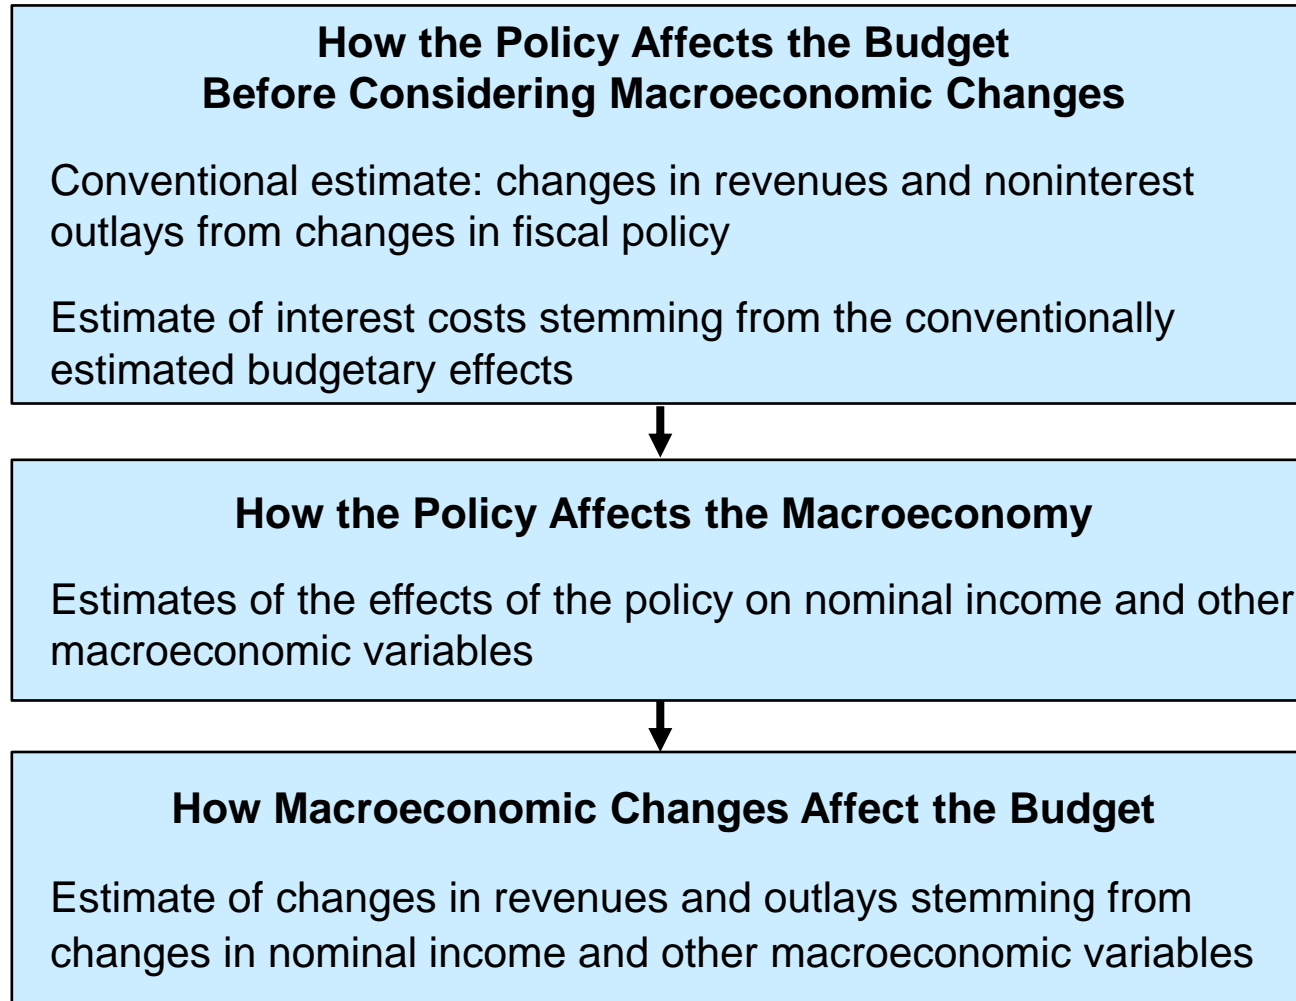 How the Policy Affects the Budget
Before Considering Macroeconomic Changes
Conventional estimate: changes in revenues and noninterest
outlays from changes in fiscal policy
Estimate of interest costs stemming from the conventionally
estimated budgetary effects
How the Policy Affects the Macroeconomy
Estimates of the effects of the policy on nominal income and other
macroeconomic variables
How Macroeconomic Changes Affect the Budget
Estimate of changes in revenues and outlays stemming from
changes in nominal income and other macroeconomic variables